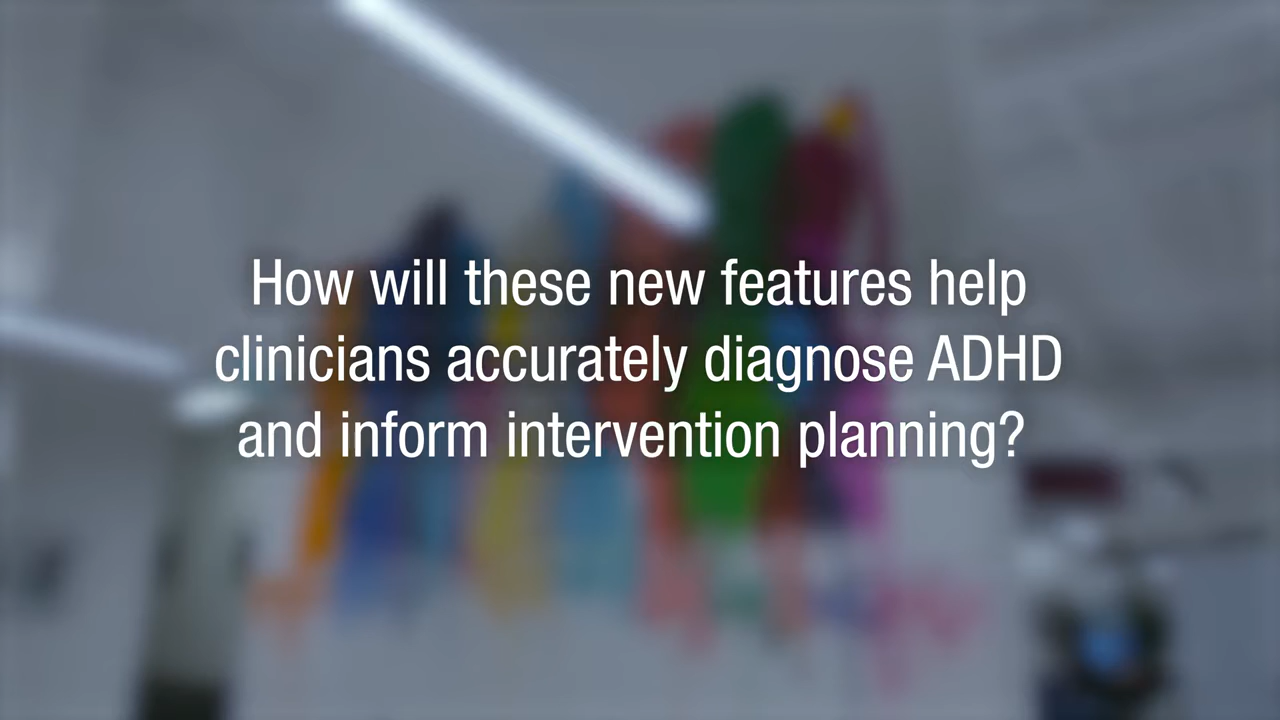 How will these new features help
clinicians accurately diagnose ADHD
and inform intervention planning?